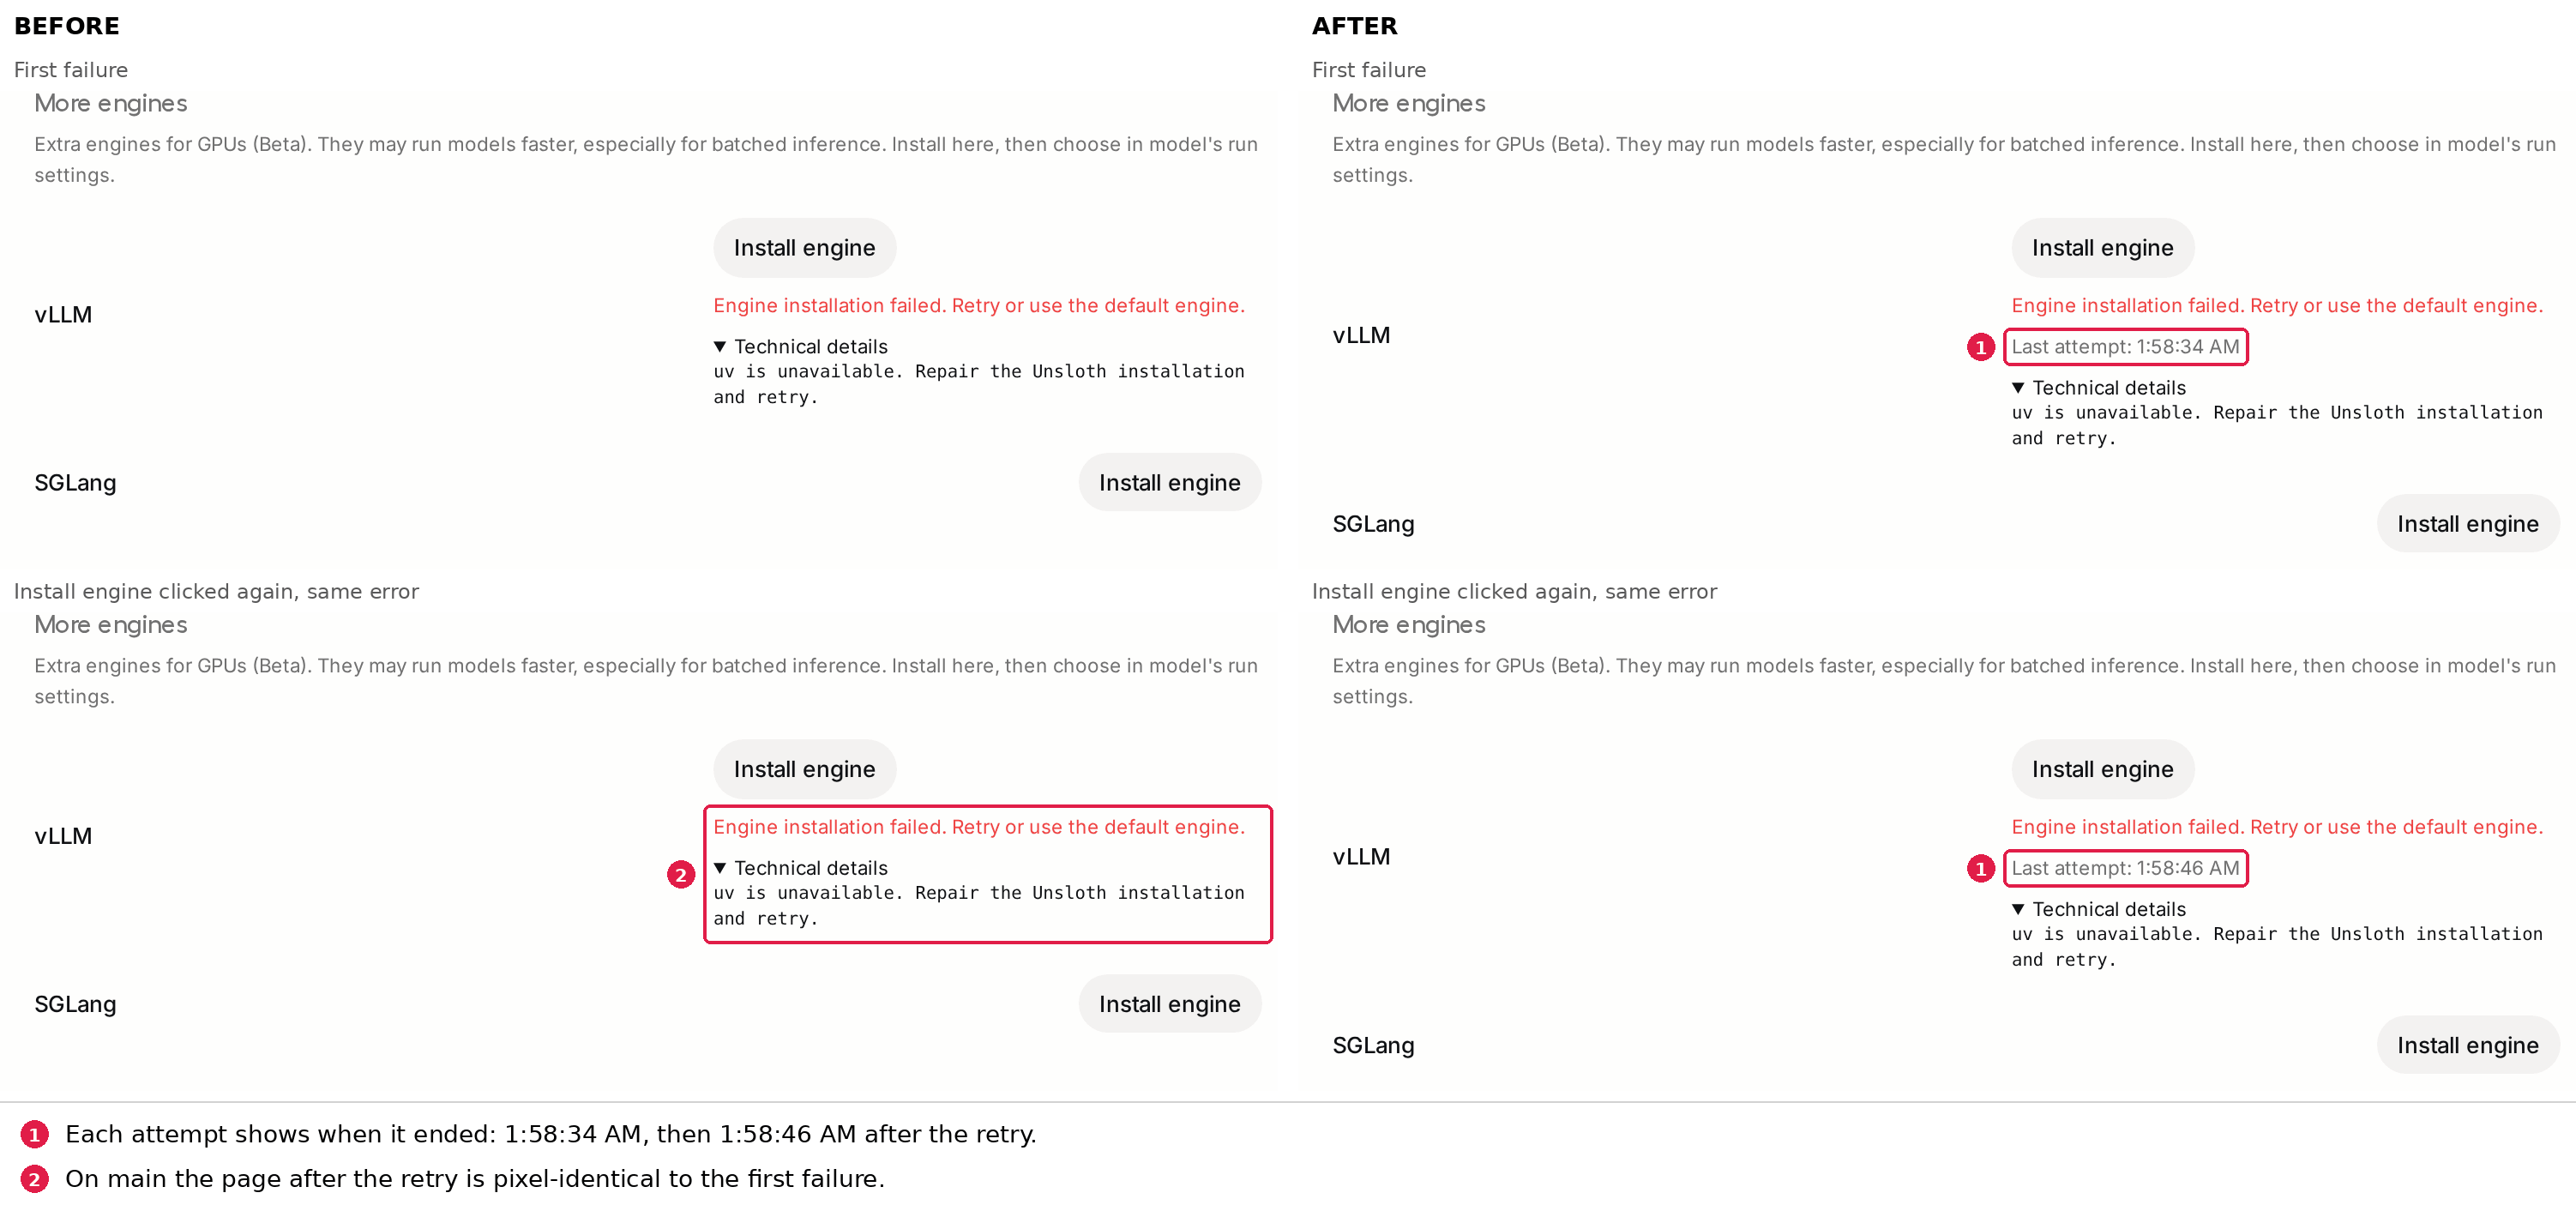 BEFORE
First failure
More engines
Extra engines for GPUs (Beta). They may run models faster, especially for batched inference. Install here, then choose in model's run
settings.
Install engine
Engine installation failed. Retry or use the default engine.
vLLM
▼ Technical details
uv is unavailable. Repair the Unsloth installation
and retry.
SGLang
Install engine
Install engine clicked again, same error
More engines
Extra engines for GPUs (Beta). They may run models faster, especially for batched inference. Install here, then choose in model's run
settings.
Install engine
Engine installation failed. Retry or use the default engine.
vLLM
▼ Technical details
2
uv is unavailable. Repair the Unsloth installation
and retry.
SGLang
Install engine
AFTER
First failure
More engines
Extra engines for GPUs (Beta). They may run models faster, especially for batched inference. Install here, then choose in model's run
settings.
Install engine
Engine installation failed. Retry or use the default engine.
vLLM
1
Last attempt: 1:58:34 AM
▼ Technical details
uv is unavailable. Repair the Unsloth installation
and retry.
SGLang
Install engine
Install engine clicked again, same error
More engines
Extra engines for GPUs (Beta). They may run models faster, especially for batched inference. Install here, then choose in model's run
settings.
Install engine
Engine installation failed. Retry or use the default engine.
vLLM
1
Last attempt: 1:58:46 AM
▼ Technical details
uv is unavailable. Repair the Unsloth installation
and retry.
SGLang
Install engine
1 Each attempt shows when it ended: 1:58:34 AM, then 1:58:46 AM after the retry.
2 On main the page after the retry is pixel-identical to the first failure.